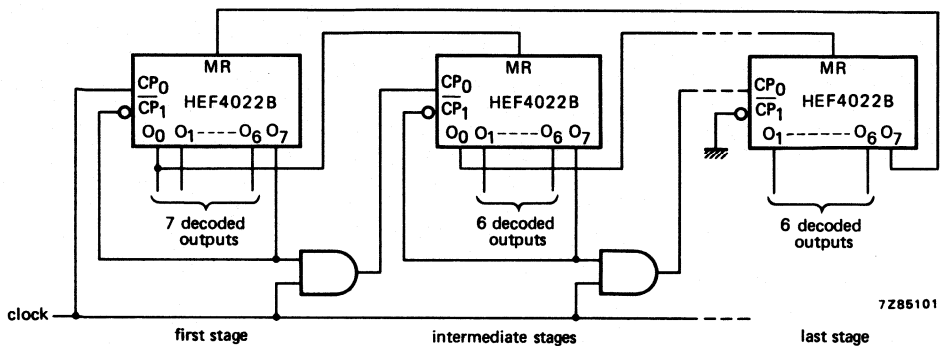 MR
CP0
HEF4022B
CP1
O0 O1 ----- O6 O7
7 decoded
outputs
MR
CP0
HEF4022B
CP1
O0 O1 ---- O6 O7
6 decoded
outputs
MR
CP0
HEF4022B
CP1
O1 ------- O6 O7
6 decoded
outputs
7Z85101
clock
first stage
intermediate stages
last stage